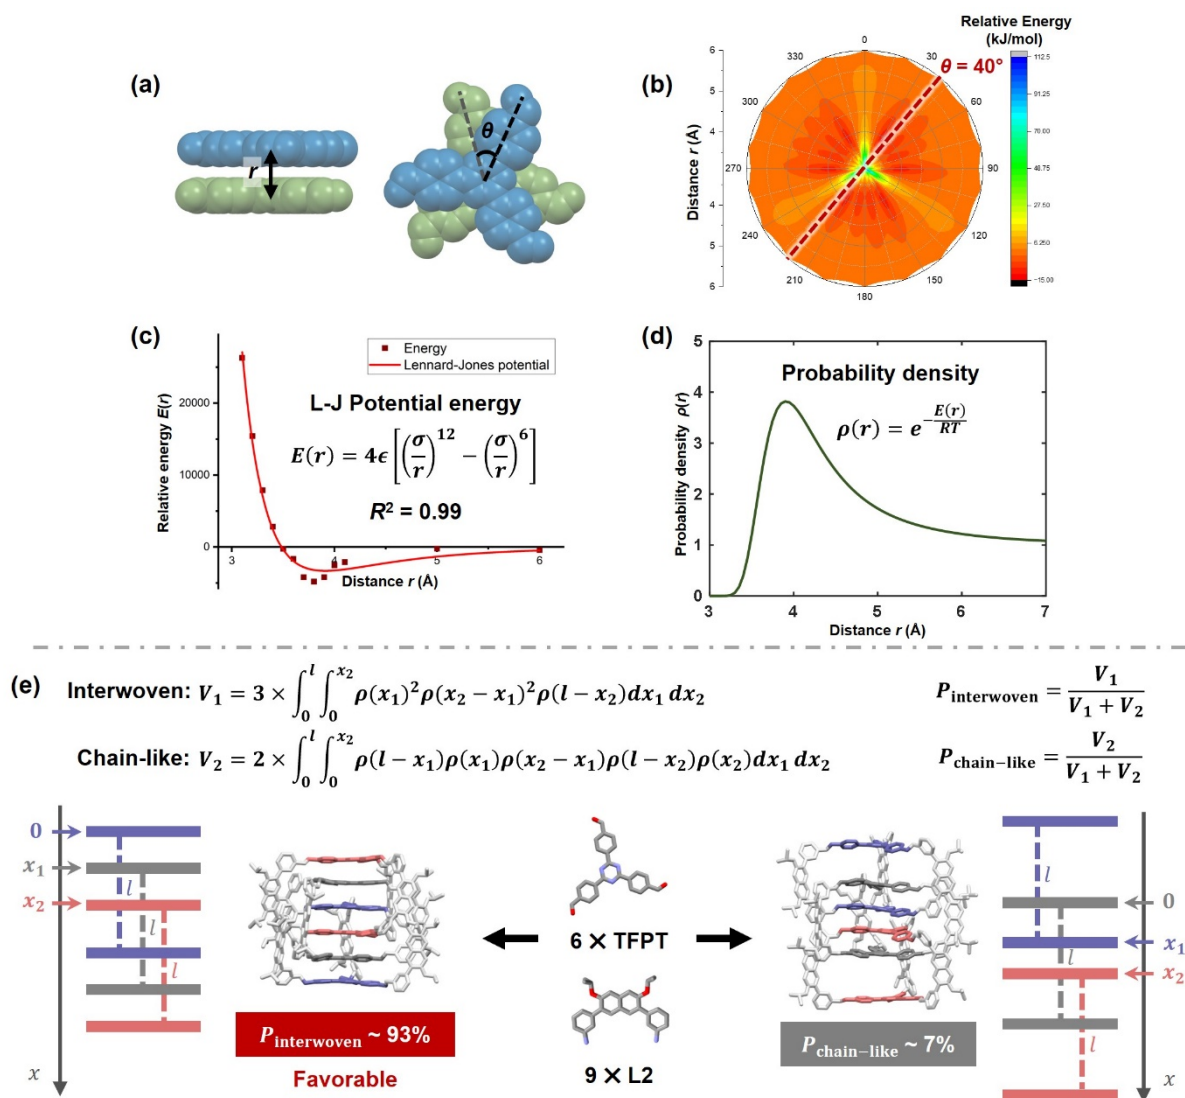 (a)
r
θ
(b)
Relative Energy
(kJ/mol)
θ = 40°
Distance r (Å)
6
5
4
4
5
6
0
30
60
90
120
180
210
240
270
300
330
112.5
91.25
70.00
48.75
27.50
6.250
-15.00
(c)
Energy
Lennard-Jones potential
L-J Potential energy
E(r) = 4ϵ[(σ/r)^12 − (σ/r)^6]
R² = 0.99
Relative energy E(r)
20000
10000
0
3
4
5
6
Distance r (Å)
(d)
Probability density
ρ(r) = e^(−E(r)/RT)
Probability density ρ(r)
5
4
3
2
1
0
3
4
5
6
7
Distance r (Å)
(e)
Interwoven: V₁ = 3 × ∫₀^l ∫₀^x₂ ρ(x₁)²ρ(x₂ − x₁)²ρ(l − x₂)dx₁ dx₂
P_interwoven = V₁/(V₁ + V₂)
Chain-like: V₂ = 2 × ∫₀^l ∫₀^x₂ ρ(l − x₁)ρ(x₁)ρ(x₂ − x₁)ρ(l − x₂)ρ(x₂)dx₁ dx₂
P_chain−like = V₂/(V₁ + V₂)
0
x₁
x₂
l
l
l
x
P_interwoven ~ 93%
Favorable
6 × TFPT
9 × L2
P_chain−like ~ 7%
0
x₁
x₂
l
l
l
x